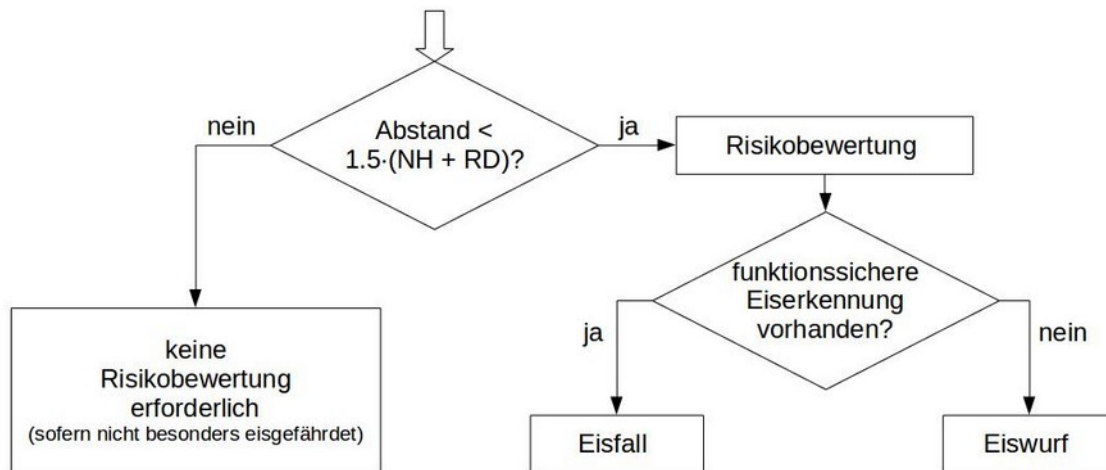 Abstand <
1.5·(NH + RD)?
nein
ja
Risikobewertung
keine
Risikobewertung
erforderlich
(sofern nicht besonders eisgefährdet)
funktionssichere
Eiserkennung
vorhanden?
ja
nein
Eisfall
Eiswurf